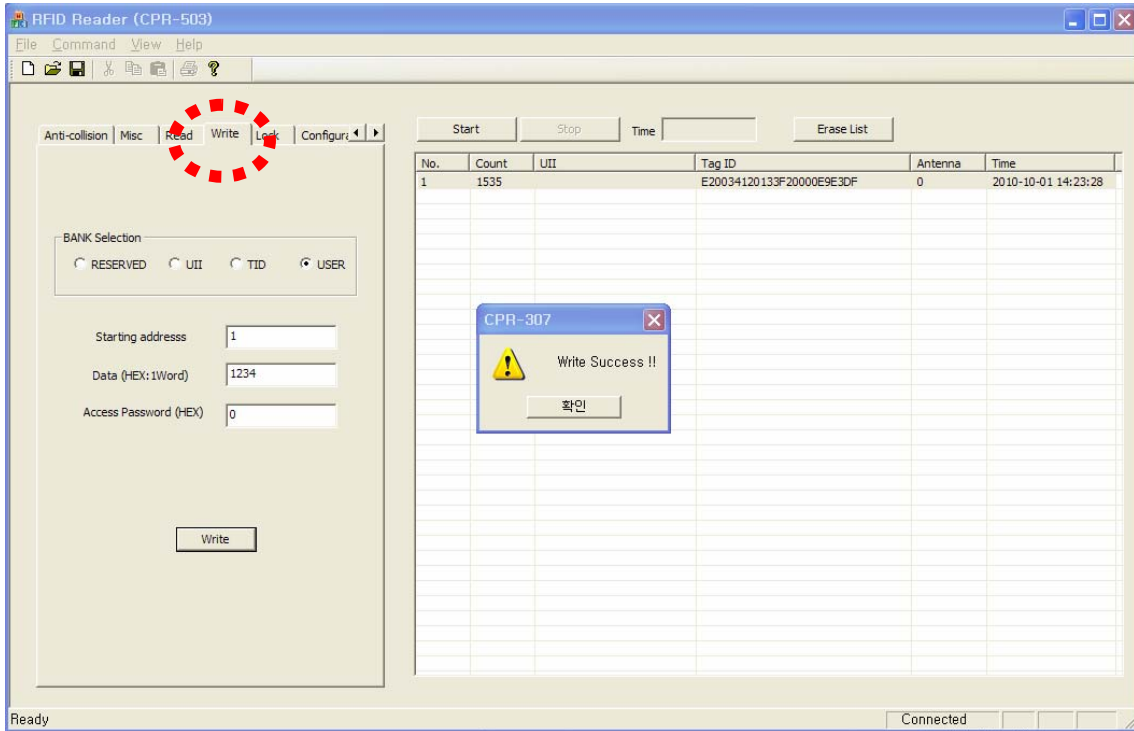 RFID Reader (CPR-503)
File Command View Help
Anti-collision Misc Read Write Lock Configura
Start Stop Time Erase List
No. Count UII Tag ID Antenna Time
1 1535 E20034120133F20000E9E3DF 0 2010-10-01 14:23:28
BANK Selection
RESERVED UII TID USER
CPR-307
Write Success !!
확인
Starting addresss 1
Data (HEX:1Word) 1234
Access Password (HEX) 0
Write
Ready Connected